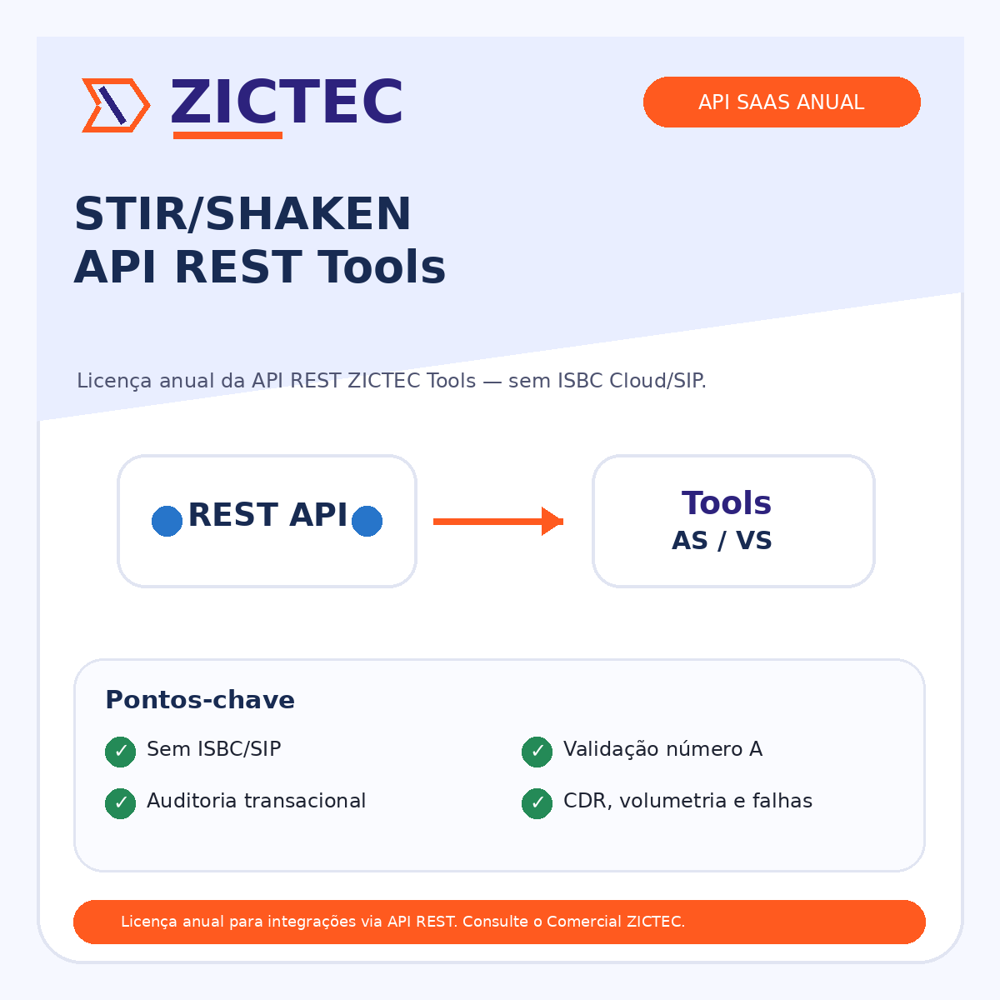 ZICTEC
API SAAS ANUAL
STIR/SHAKEN
API REST Tools
Licença anual da API REST ZICTEC Tools — sem ISBC Cloud/SIP.
REST API
Tools
AS / VS
Pontos-chave
✓ Sem ISBC/SIP
✓ Validação número A
✓ Auditoria transacional
✓ CDR, volumetria e falhas
Licença anual para integrações via API REST. Consulte o Comercial ZICTEC.